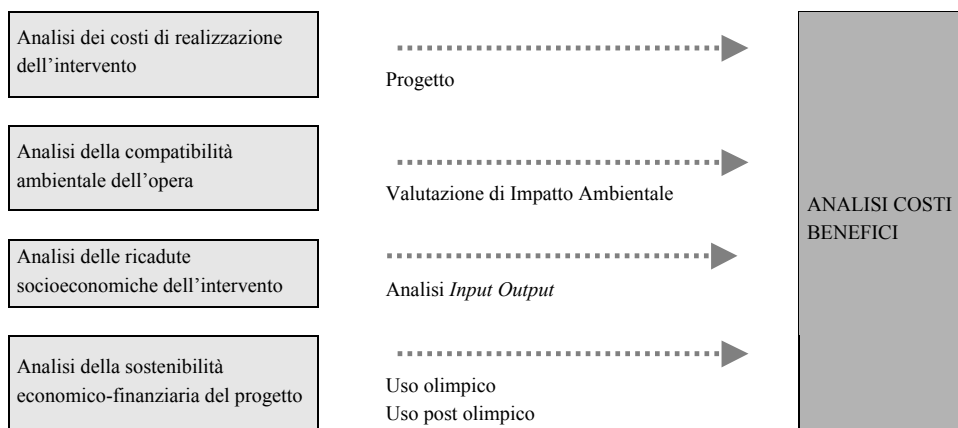 Analisi dei costi di realizzazione
dell’intervento
Progetto
Analisi della compatibilità
ambientale dell’opera
Valutazione di Impatto Ambientale
Analisi delle ricadute
socioeconomiche dell’intervento
Analisi Input Output
Analisi della sostenibilità
economico-finanziaria del progetto
Uso olimpico
Uso post olimpico
ANALISI COSTI
BENEFICI